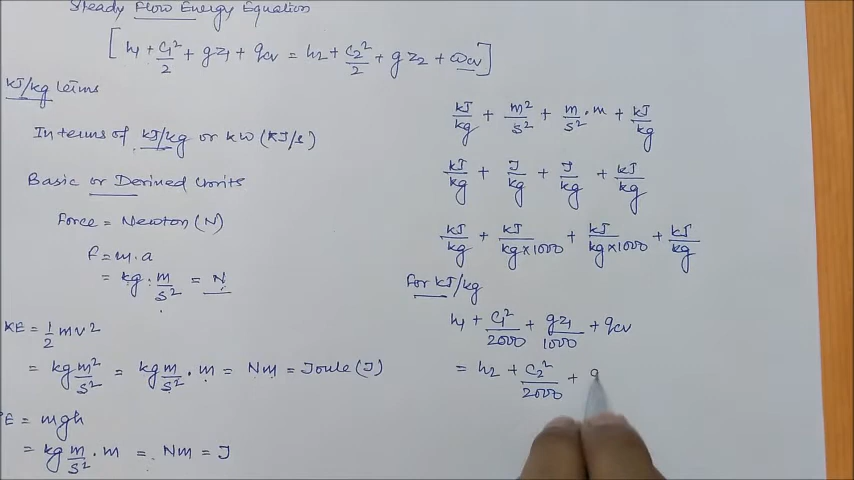 Steady Flow Energy Equation
[h₁ + C₁²/2 + gz₁ + qcv = h₂ + C₂²/2 + gz₂ + ωcv]
kJ/kg terms
In terms of kJ/kg or kW (kJ/s)
Basic or Derived Units
Force = Newton (N)
F = m.a
= kg . m/s² = N
KE = 1/2 mv²
= kg m²/s² = kg m/s² . m = Nm = Joule (J)
PE = mgh
= kg m/s² . m = Nm = J
kJ/kg + m²/s² + m/s² . m + kJ/kg
kJ/kg + J/kg + J/kg + kJ/kg
kJ/kg + kJ/kg×1000 + kJ/kg×1000 + kJ/kg
For kJ/kg
h₁ + C₁²/2000 + gz₁/1000 + qcv
= h₂ + C₂²/2000 + g